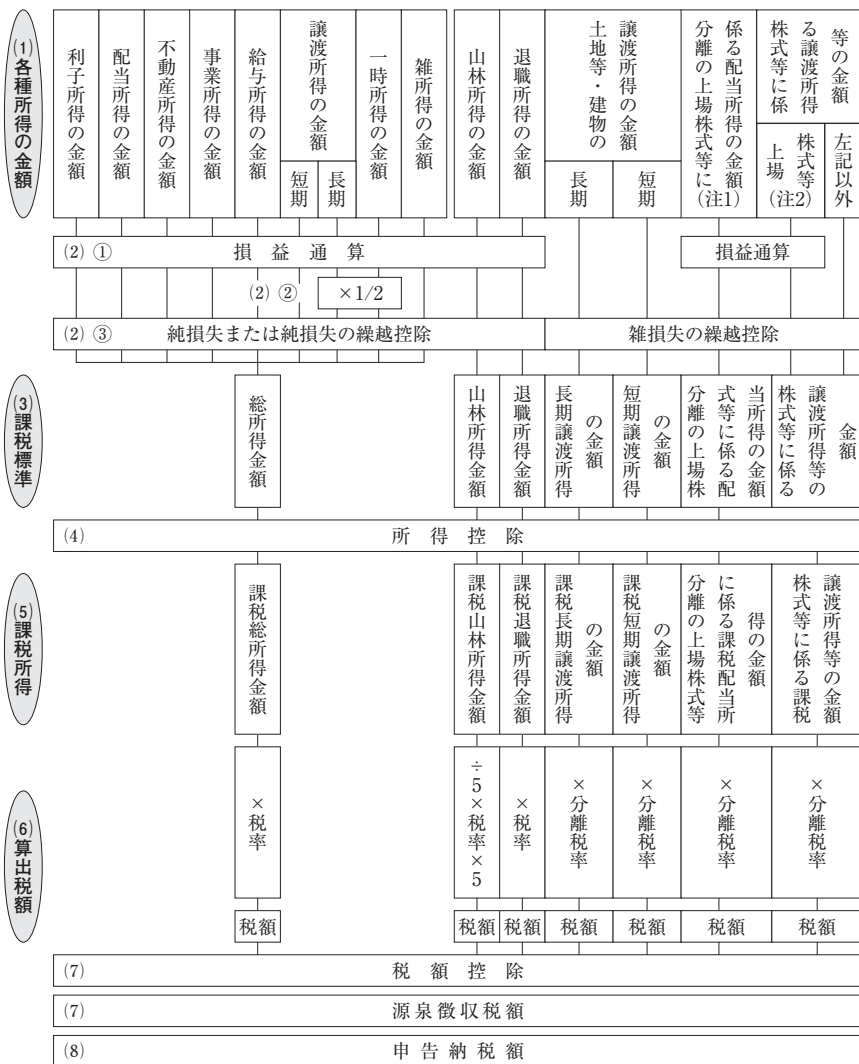 (1)各種所得の金額
利子所得の金額
配当所得の金額
不動産所得の金額
事業所得の金額
給与所得の金額
譲渡所得の金額
短期
長期
一時所得の金額
雑所得の金額
山林所得の金額
退職所得の金額
土地等・建物の
譲渡所得の金額
長期
短期
分離の上場株式等に
係る配当所得の金額
(注1)
株式等に係
る譲渡所得
等の金額
上場
株式等
(注2)
左記以外
(2) ① 損益通算
損益通算
(2) ② ×1/2
(2) ③ 純損失または純損失の繰越控除
雑損失の繰越控除
(3)課税標準
総所得金額
山林所得金額
退職所得金額
長期譲渡所得
の金額
短期譲渡所得
の金額
分離の上場株
式等に係る配
当所得の金額
株式等に係る
譲渡所得等の
金額
(4) 所得控除
(5)課税所得
課税総所得金額
課税山林所得金額
課税退職所得金額
課税長期譲渡所得
の金額
課税短期譲渡所得
の金額
分離の上場株式等
に係る課税配当所
得の金額
株式等に係る課税
譲渡所得等の金額
(6)算出税額
×税率
÷5×税率×5
×税率
×分離税率
×分離税率
×分離税率
×分離税率
税額
税額
税額
税額
税額
税額
税額
(7) 税額控除
(7) 源泉徴収税額
(8) 申告納税額